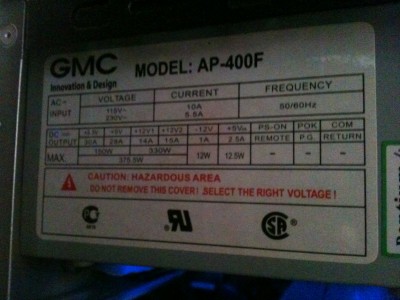 GMC
Innovation & Design
MODEL: AP-400F
AC~ INPUT VOLTAGE CURRENT FREQUENCY
115V~ 10A 50/60Hz
230V~ 5.5A
DC OUTPUT +3.3V +5V +12V1 +12V2 -12V +5Vsb PS-ON POK COM
REMOTE P.G. RETURN
30A 28A 14A 15A 1A 2.5A
MAX. 150W 330W 12W 12.5W
375.5W
CAUTION: HAZARDOUS AREA
DO NOT REMOVE THIS COVER! SELECT THE RIGHT VOLTAGE!